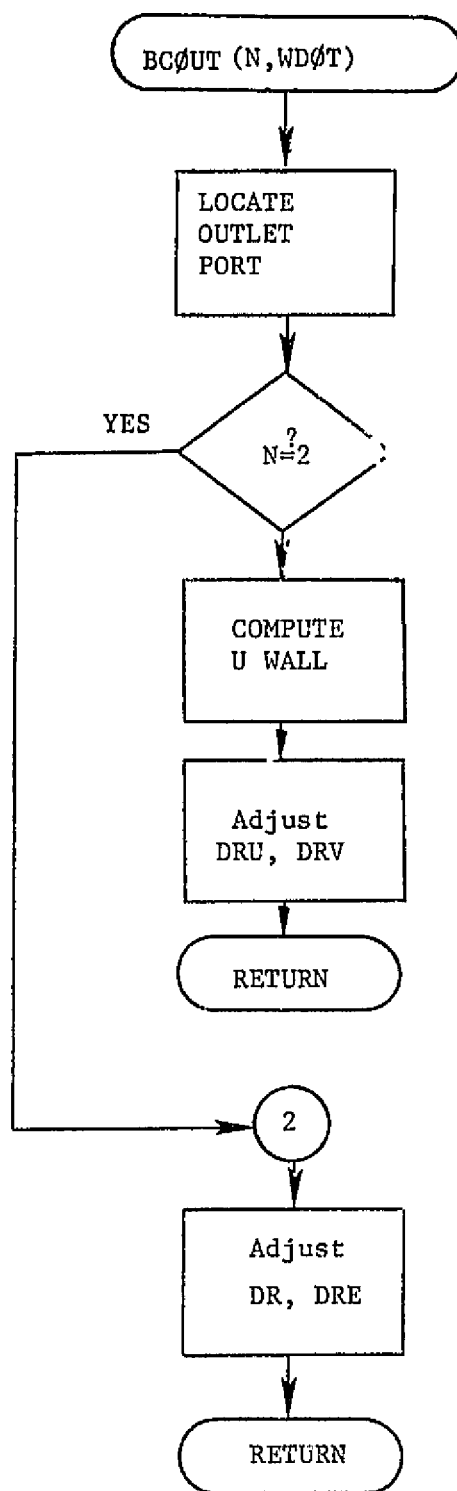 BCØUT (N,WDØT)
LOCATE
OUTLET
PORT
YES
?
N=2
COMPUTE
U WALL
Adjust
DRU, DRV
RETURN
2
Adjust
DR, DRE
RETURN